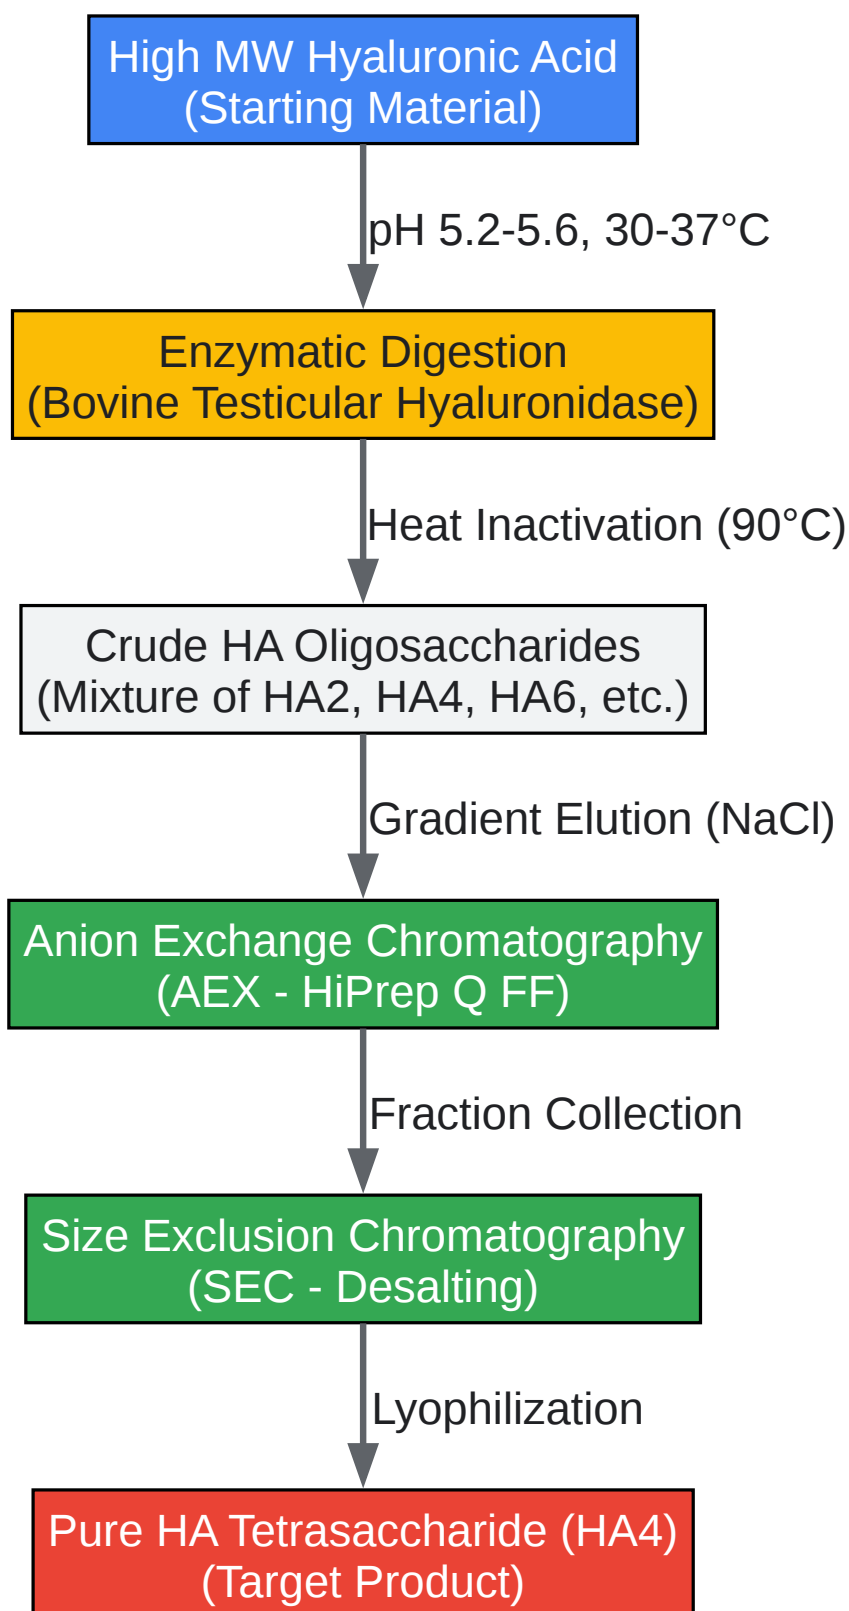 High MW Hyaluronic Acid
(Starting Material)
pH 5.2-5.6, 30-37°C
Enzymatic Digestion
(Bovine Testicular Hyaluronidase)
Heat Inactivation (90°C)
Crude HA Oligosaccharides
(Mixture of HA2, HA4, HA6, etc.)
Gradient Elution (NaCl)
Anion Exchange Chromatography
(AEX - HiPrep Q FF)
Fraction Collection
Size Exclusion Chromatography
(SEC - Desalting)
Lyophilization
Pure HA Tetrasaccharide (HA4)
(Target Product)